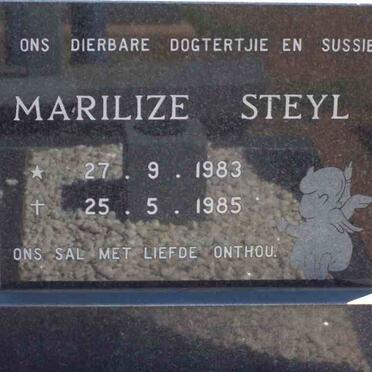 ONS DIERBARE DOGTERTJIE EN SUSSIE
MARILIZE STEYL
★ 27 . 9 . 1983
✝ 25 . 5 . 1985
ONS SAL MET LIEFDE ONTHOU.